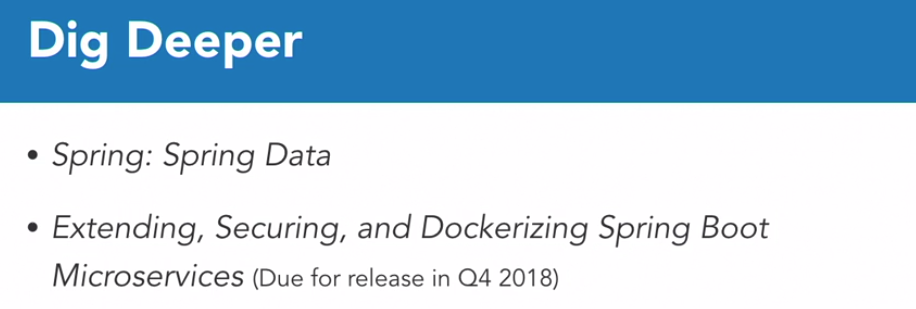 Dig Deeper
• Spring: Spring Data
• Extending, Securing, and Dockerizing Spring Boot
Microservices (Due for release in Q4 2018)